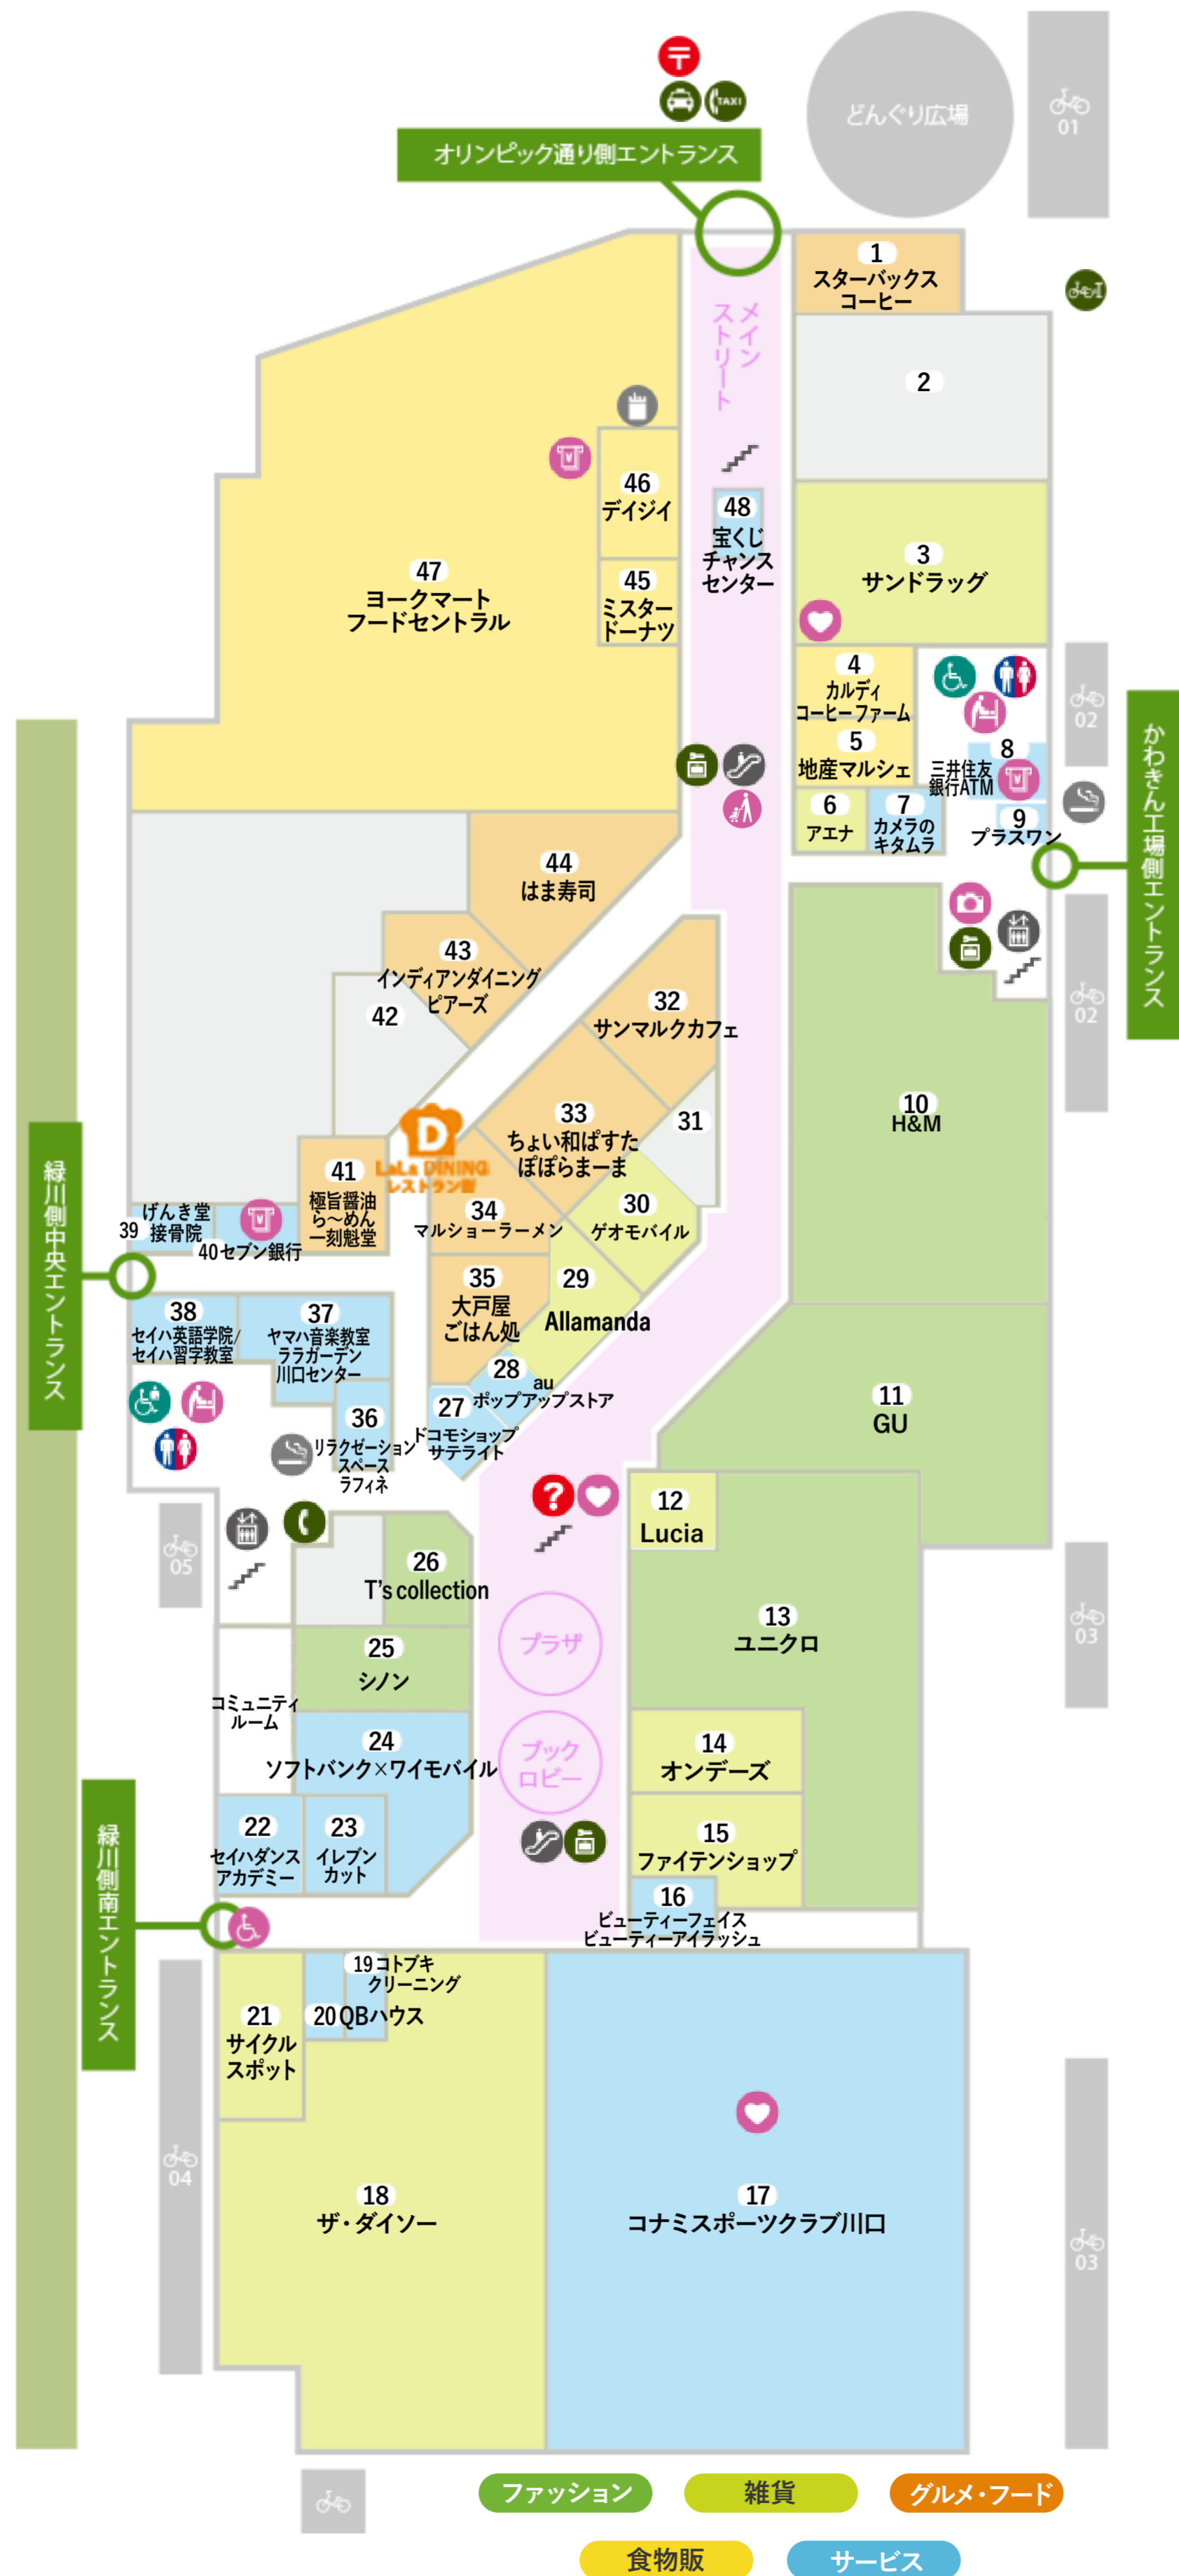 〒
TAXI
どんぐり広場
01
オリンピック通り側エントランス
1
スターバックス
コーヒー
メイン
ストリート
2
46
デイジイ
48
宝くじ
チャンス
センター
3
サンドラッグ
47
ヨークマート
フードセントラル
45
ミスター
ドーナツ
4
カルディ
コーヒーファーム
02
5
地産マルシェ
8
三井住友
銀行ATM
6
アエナ
7
カメラの
キタムラ
9
プラスワン
かわきん工場側エントランス
44
はま寿司
43
インディアンダイニング
ピアーズ
42
32
サンマルクカフェ
02
10
H&M
33
ちょい和ぱすた
ぽぽらまーま
31
D
LaLa DINING
レストラン街
41
極旨醤油
ら〜めん
一刻魁堂
34
マルショーラーメン
30
ゲオモバイル
39
げんき堂
接骨院
40セブン銀行
緑川側中央エントランス
35
大戸屋
ごはん処
29
Allamanda
38
セイハ英語学院/
セイハ習字教室
37
ヤマハ音楽教室
ララガーデン
川口センター
28
au
ポップアップストア
27
ドコモショップ
サテライト
36
リラクゼーション
スペース
ラフィネ
11
GU
?
12
Lucia
05
26
T's collection
プラザ
13
ユニクロ
03
25
シノン
コミュニティ
ルーム
24
ソフトバンク×ワイモバイル
ブック
ロビー
14
オンデーズ
22
セイハダンス
アカデミー
23
イレブン
カット
15
ファイテンショップ
緑川側南エントランス
16
ビューティーフェイス
ビューティーアイラッシュ
19コトブキ
クリーニング
20QBハウス
21
サイクル
スポット
04
18
ザ・ダイソー
17
コナミスポーツクラブ川口
03
ファッション
雑貨
グルメ・フード
食物販
サービス